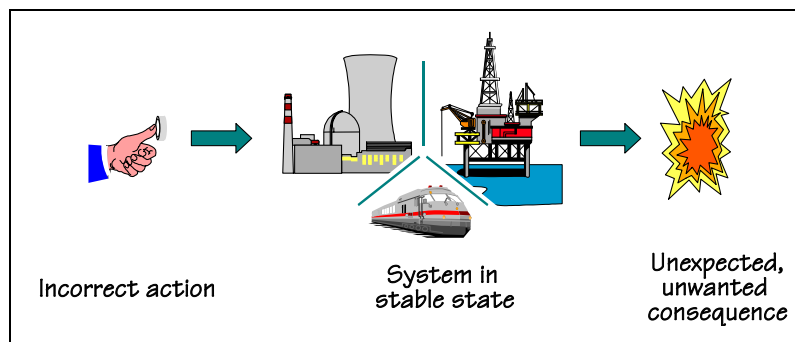 Incorrect action
System in
stable state
Unexpected,
unwanted
consequence